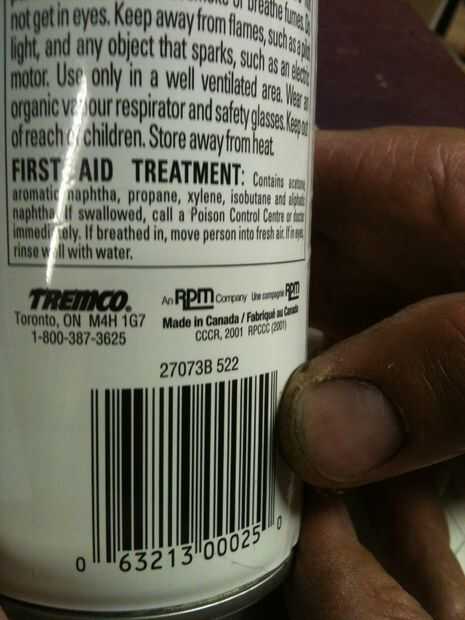 or breathe fumes. Do
not get in eyes. Keep away from flames, such as a pilot
light, and any object that sparks, such as an electric
motor. Use only in a well ventilated area. Wear an
organic vapour respirator and safety glasses. Keep out
of reach of children. Store away from heat.
FIRST AID TREATMENT: Contains acetone,
aromatic naphtha, propane, xylene, isobutane and aliphatic
naphtha. If swallowed, call a Poison Control Centre or doctor
immediately. If breathed in, move person into fresh air. If in eyes,
rinse well with water.
TREMCO An RPM Company Une compagnie RPM
Toronto, ON M4H 1G7 Made in Canada / Fabriqué au Canada
1-800-387-3625 CCCR, 2001 RPCCC (2001)
27073B 522
0 63213 00025 0